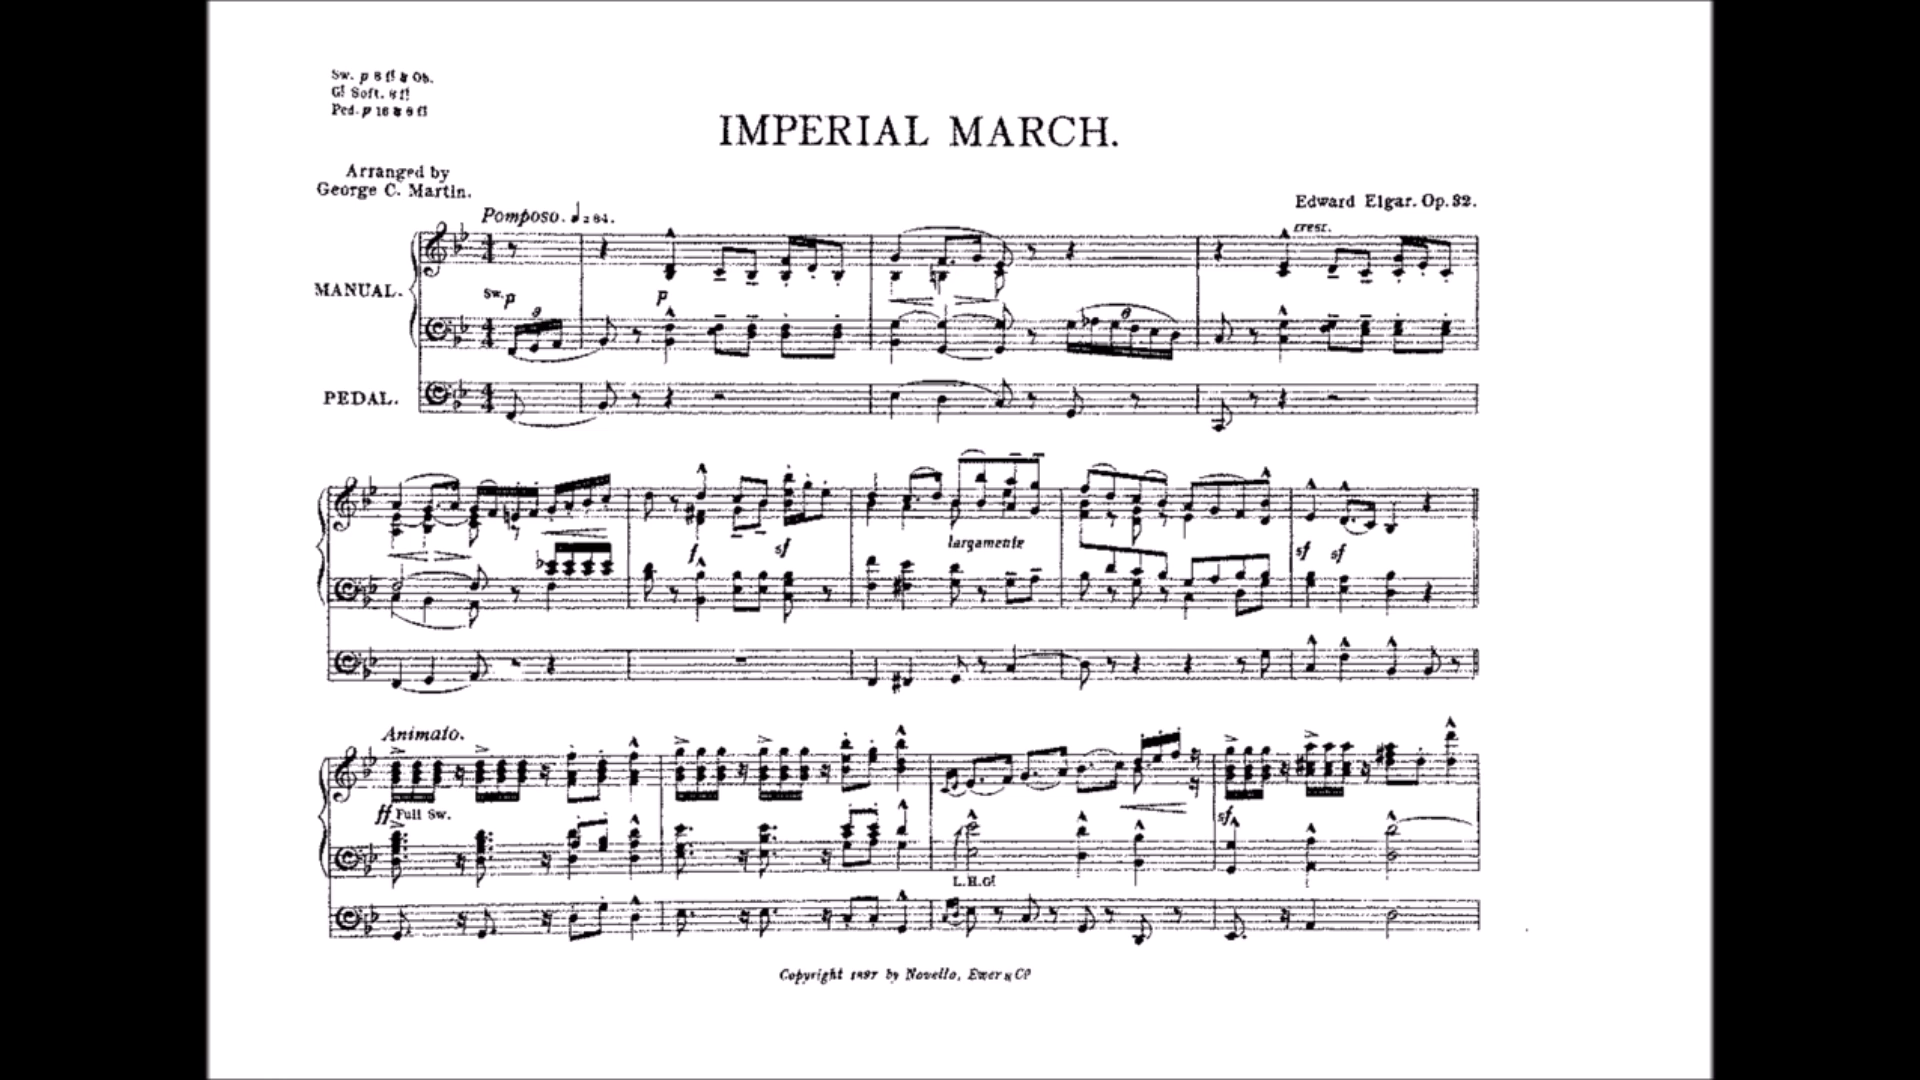 Sw. p 8 ft & Ob.
Gt Soft. 8 ft
Ped. p 16 & 8 ft
IMPERIAL MARCH.
Arranged by
George C. Martin.
Edward Elgar. Op. 32.
Pomposo. ♩= 84.
cresc.
MANUAL.
Sw. p
p
PEDAL.
f
sf
largamente
sf sf
Animato.
ff Full Sw.
sf
L.H.Gt
Copyright 1897 by Novello, Ewer & Co